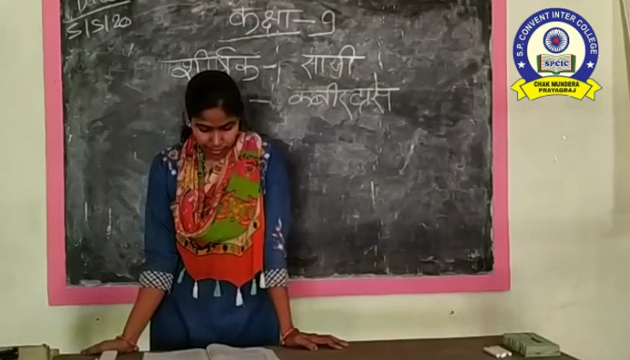 5/5/20
कक्षा-9
शीर्षक - साखी
- कबीरदास
S.P. CONVENT INTER COLLEGE
SPCIC
CHAK MUNDERA
PRAYAGRAJ